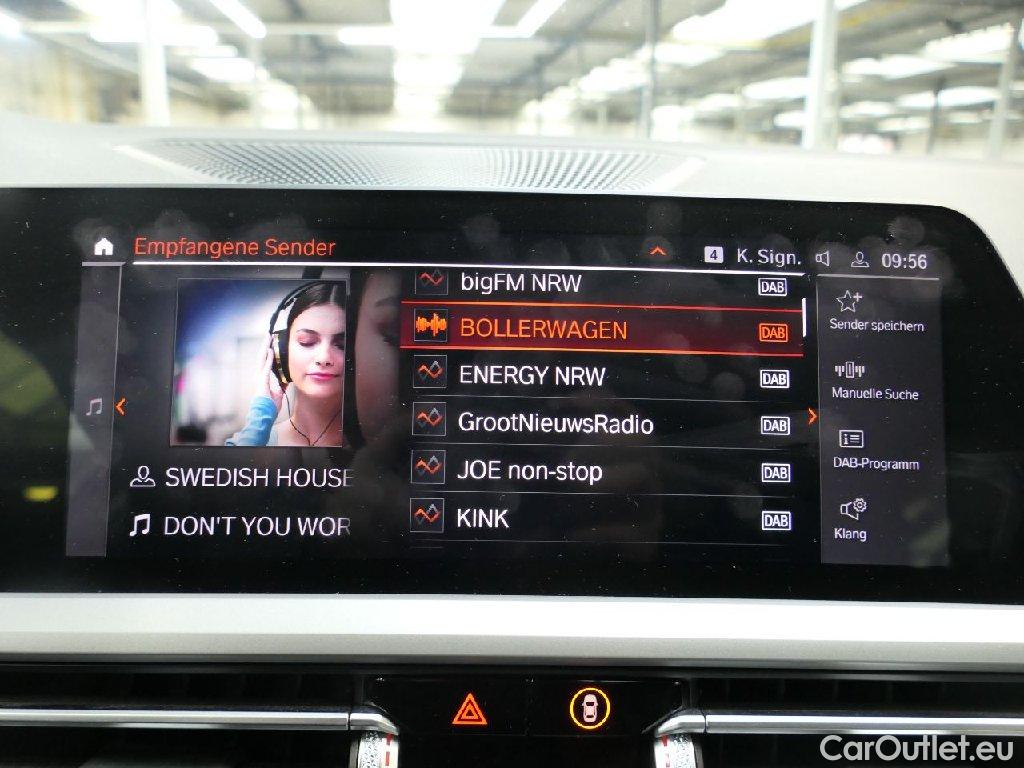 Empfangene Sender
4 K. Sign. 09:56
bigFM NRW DAB
BOLLERWAGEN DAB
ENERGY NRW DAB
GrootNieuwsRadio DAB
JOE non-stop DAB
KINK DAB
SWEDISH HOUSE
DON'T YOU WOR
Sender speichern
Manuelle Suche
DAB-Programm
Klang
CarOutlet.eu